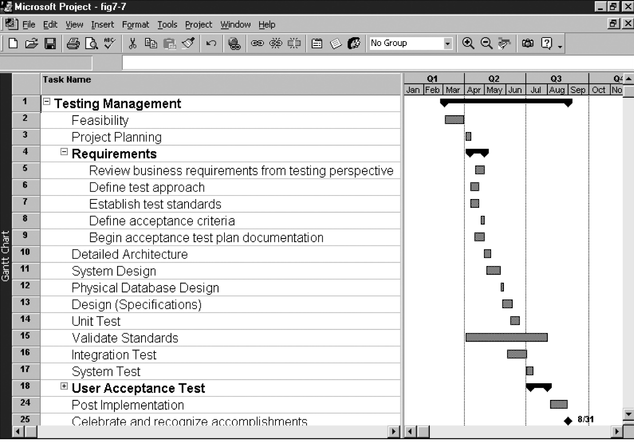 Microsoft Project - fig7-7
File Edit View Insert Format Tools Project Window Help
No Group
Task Name Q1 Q2 Q3 Q4
Jan Feb Mar Apr May Jun Jul Aug Sep Oct No
1 Testing Management
2 Feasibility
3 Project Planning
4 Requirements
5 Review business requirements from testing perspective
6 Define test approach
7 Establish test standards
8 Define acceptance criteria
9 Begin acceptance test plan documentation
10 Detailed Architecture
11 System Design
12 Physical Database Design
13 Design (Specifications)
14 Unit Test
15 Validate Standards
16 Integration Test
17 System Test
18 User Acceptance Test
24 Post Implementation
25 Celebrate and recognize accomplishments 8/31
Gantt Chart